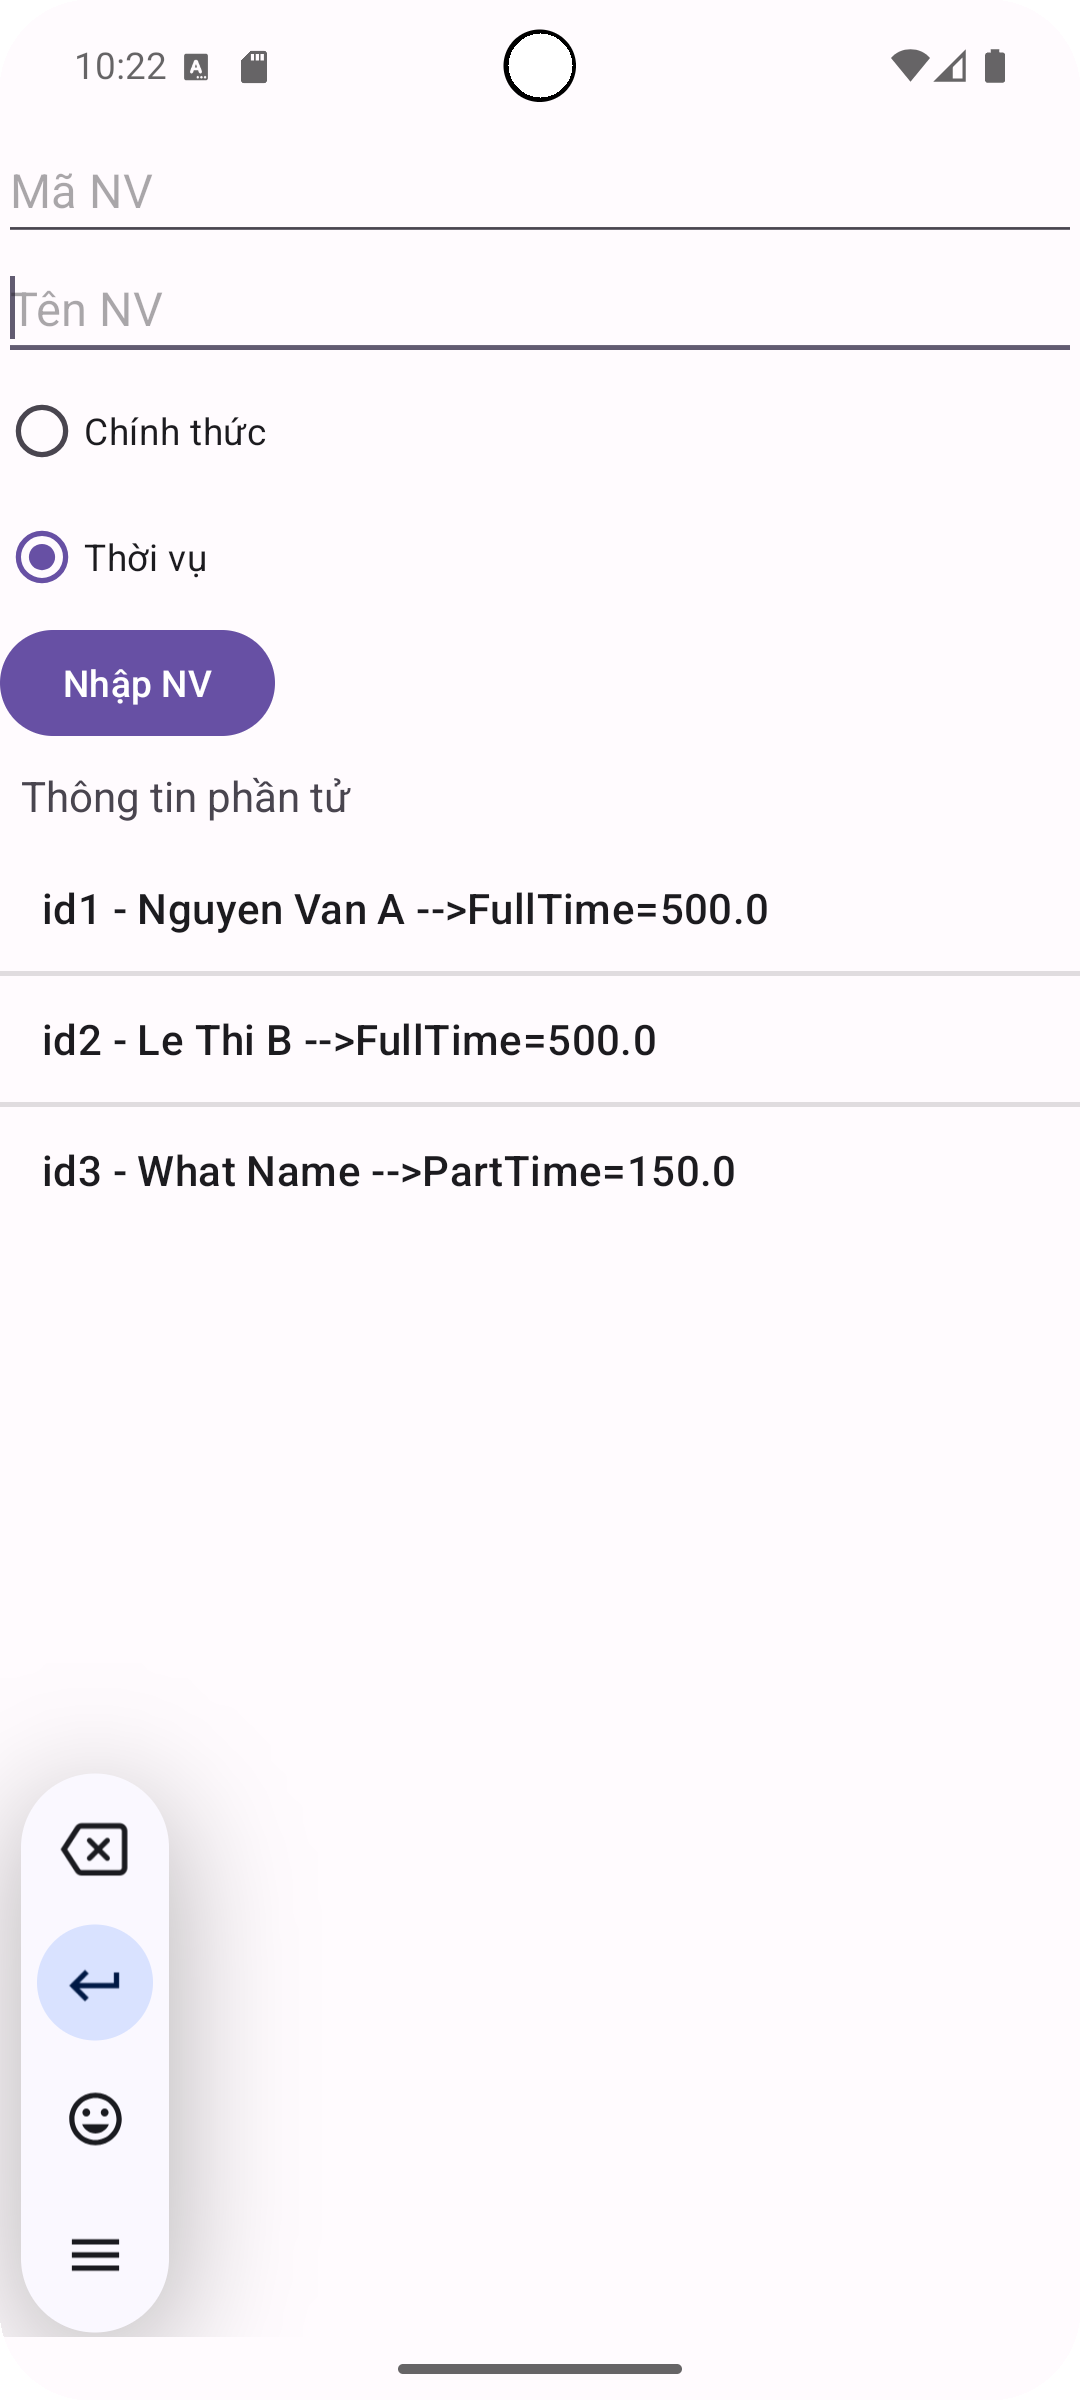 10:22
Mã NV
Tên NV
Chính thức
Thời vụ
Nhập NV
Thông tin phần tử
id1 - Nguyen Van A -->FullTime=500.0
id2 - Le Thi B -->FullTime=500.0
id3 - What Name -->PartTime=150.0